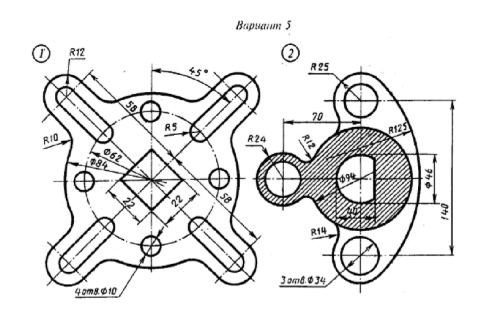 Вариант 5
1
R12
45°
2
R25
58
70
R10
R5
R24
R12
R125
Φ62
Φ84
Φ94
Φ46
140
22
22
58
40
R14
4 отв. Φ10
3 отв. Φ34